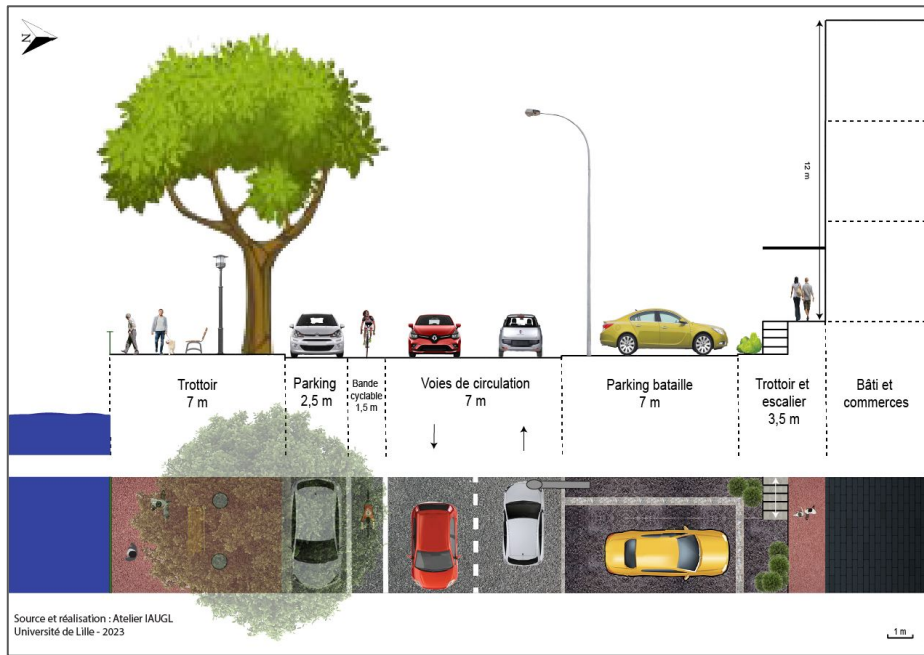 N
12 m
Trottoir
7 m
Parking
2,5 m
Bande
cyclable
1,5 m
Voies de circulation
7 m
Parking bataille
7 m
Trottoir et
escalier
3,5 m
Bâti et
commerces
Source et réalisation : Atelier IAUGL
Université de Lille - 2023
1 m